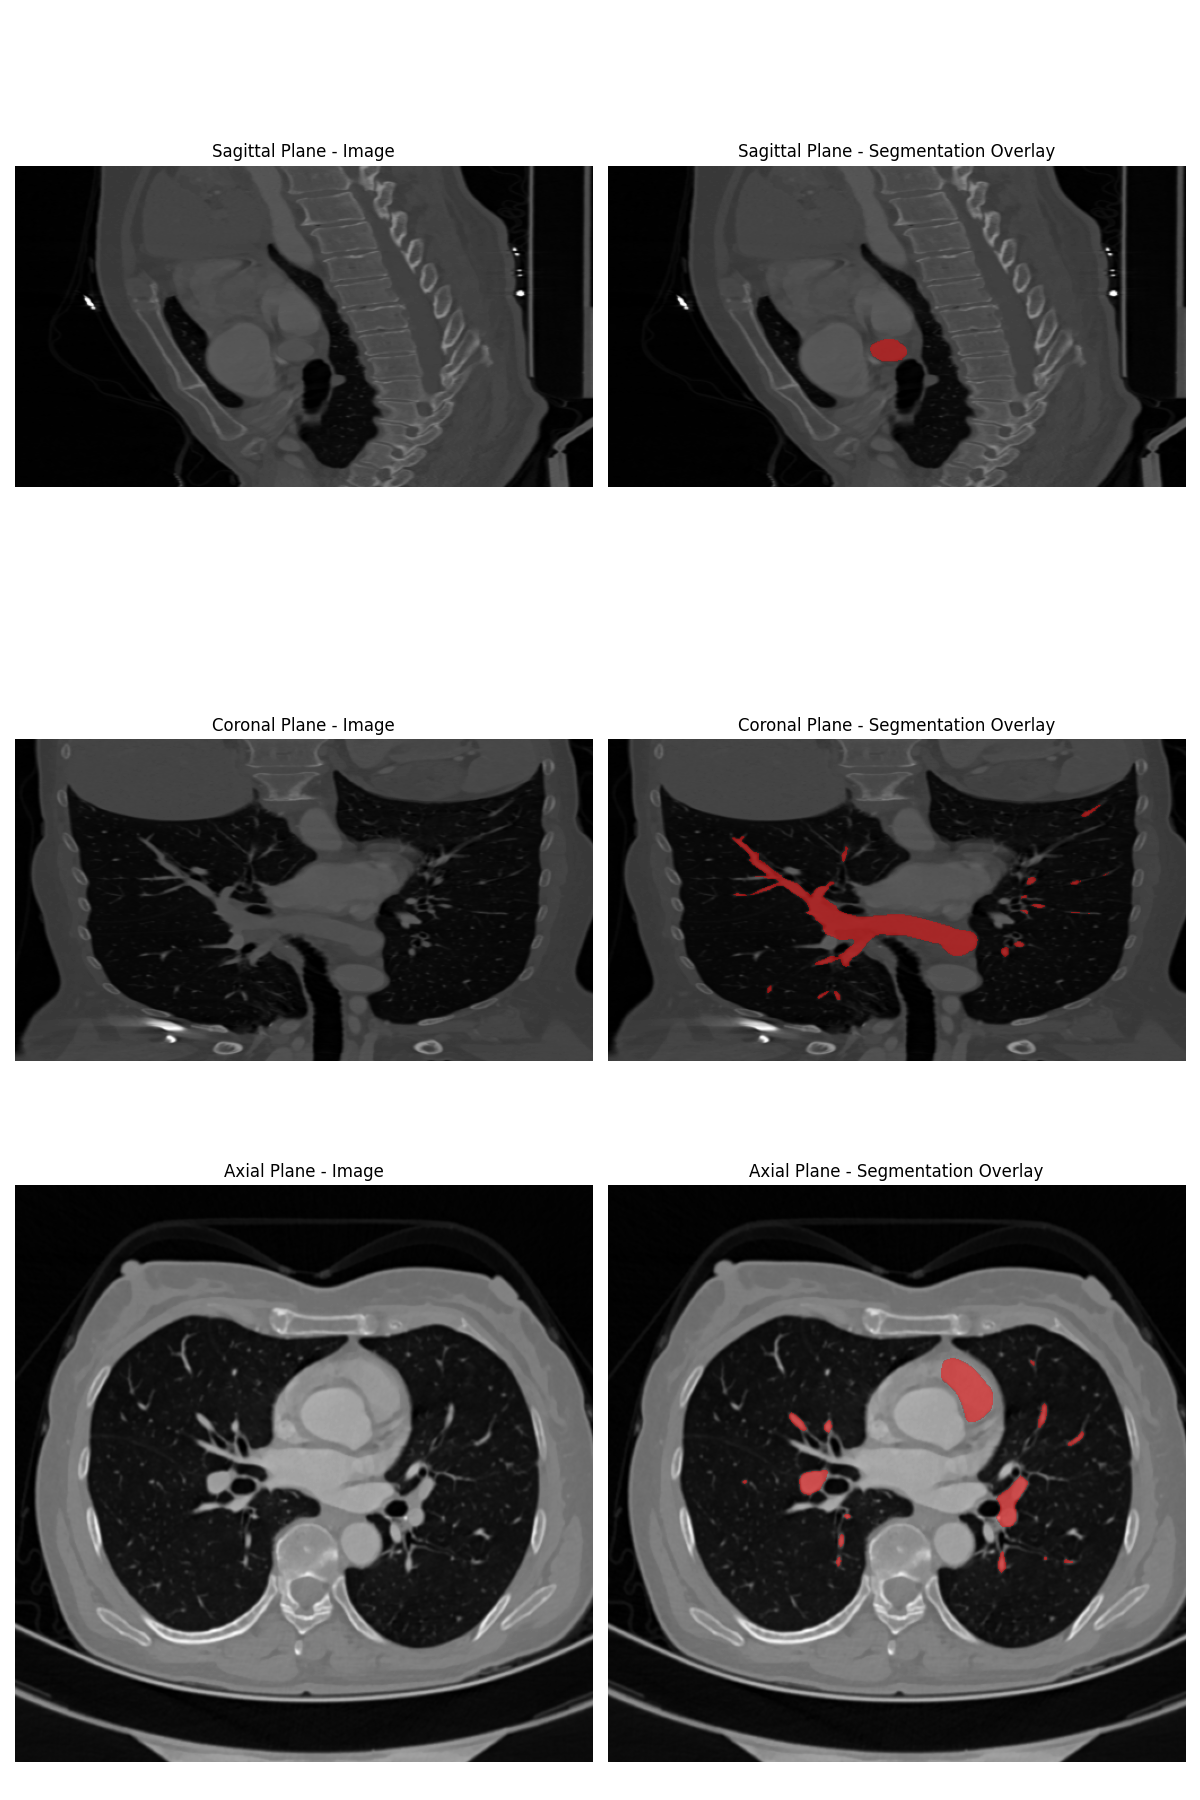 Sagittal Plane - Image
Sagittal Plane - Segmentation Overlay
Coronal Plane - Image
Coronal Plane - Segmentation Overlay
Axial Plane - Image
Axial Plane - Segmentation Overlay